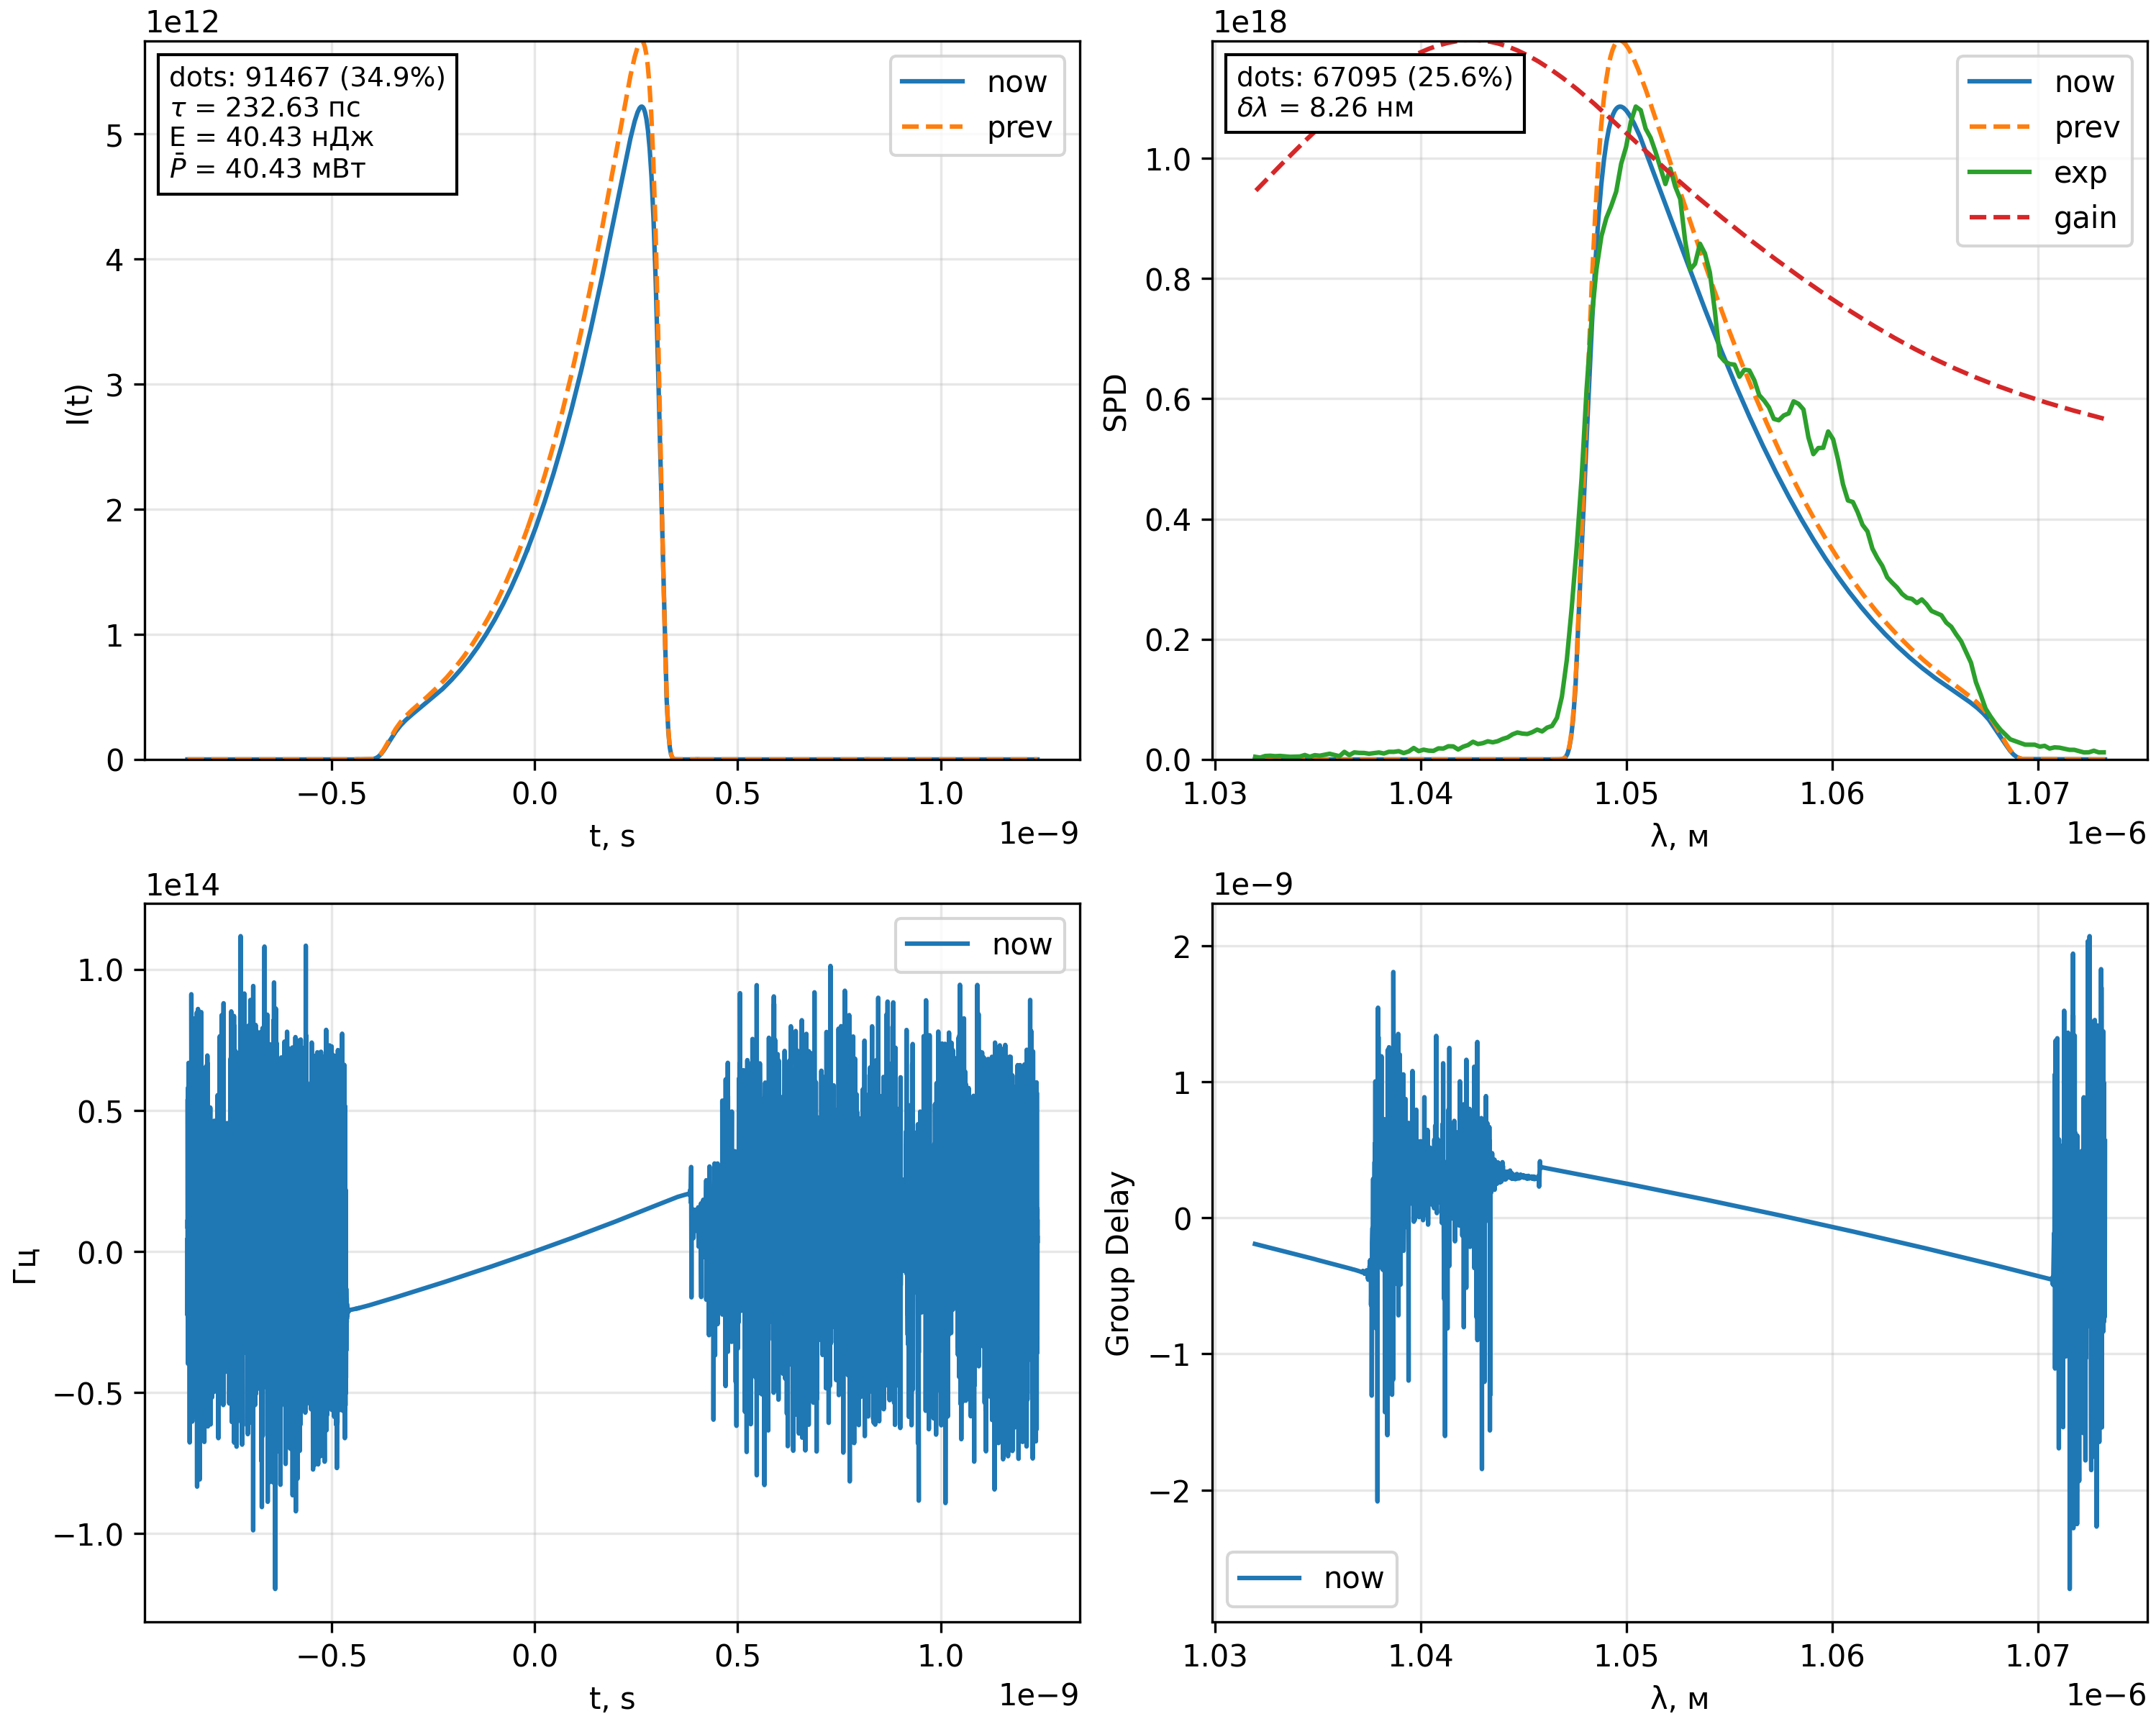 1e12
dots: 91467 (34.9%)
τ = 232.63 пс
E = 40.43 нДж
P̄ = 40.43 мВт
now
prev
5
4
3
2
1
0
I(t)
−0.5
0.0
0.5
1.0
t, s
1e−9
1e18
dots: 67095 (25.6%)
δλ = 8.26 нм
now
prev
exp
gain
1.0
0.8
0.6
0.4
0.2
0.0
SPD
1.03
1.04
1.05
1.06
1.07
λ, м
1e−6
1e14
now
1.0
0.5
0.0
−0.5
−1.0
Гц
−0.5
0.0
0.5
1.0
t, s
1e−9
1e−9
2
1
0
−1
−2
Group Delay
now
1.03
1.04
1.05
1.06
1.07
λ, м
1e−6